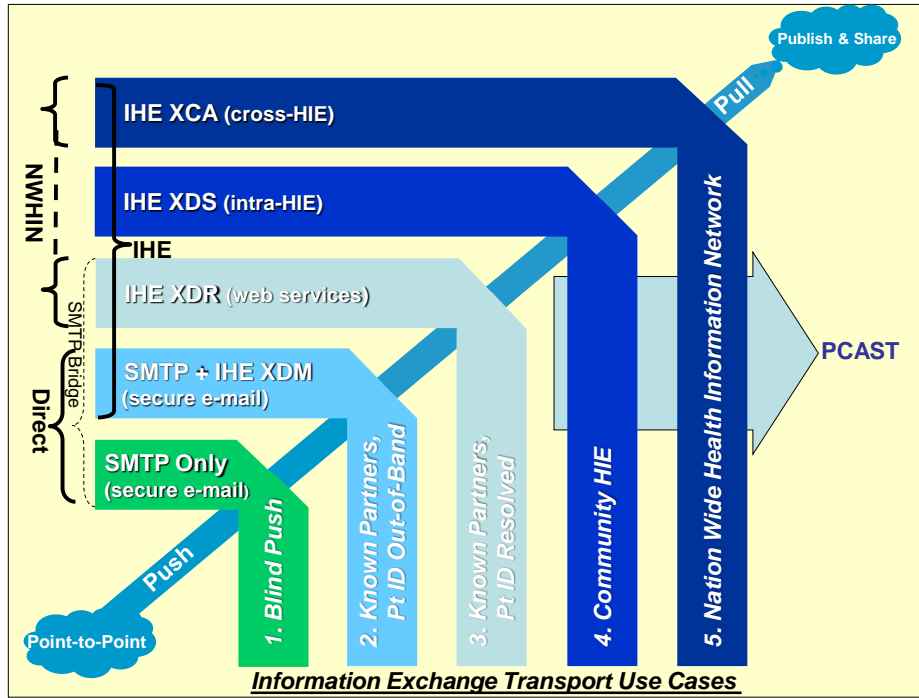 Publish & Share
Pull
IHE XCA (cross-HIE)
NWHIN
IHE XDS (intra-HIE)
IHE
IHE XDR (web services)
SMTP Bridge
PCAST
SMTP + IHE XDM
(secure e-mail)
Direct
SMTP Only
(secure e-mail)
Push
Point-to-Point
1. Blind Push
2. Known Partners,
Pt ID Out-of-Band
3. Known Partners,
Pt ID Resolved
4. Community HIE
5. Nation Wide Health Information Network
Information Exchange Transport Use Cases